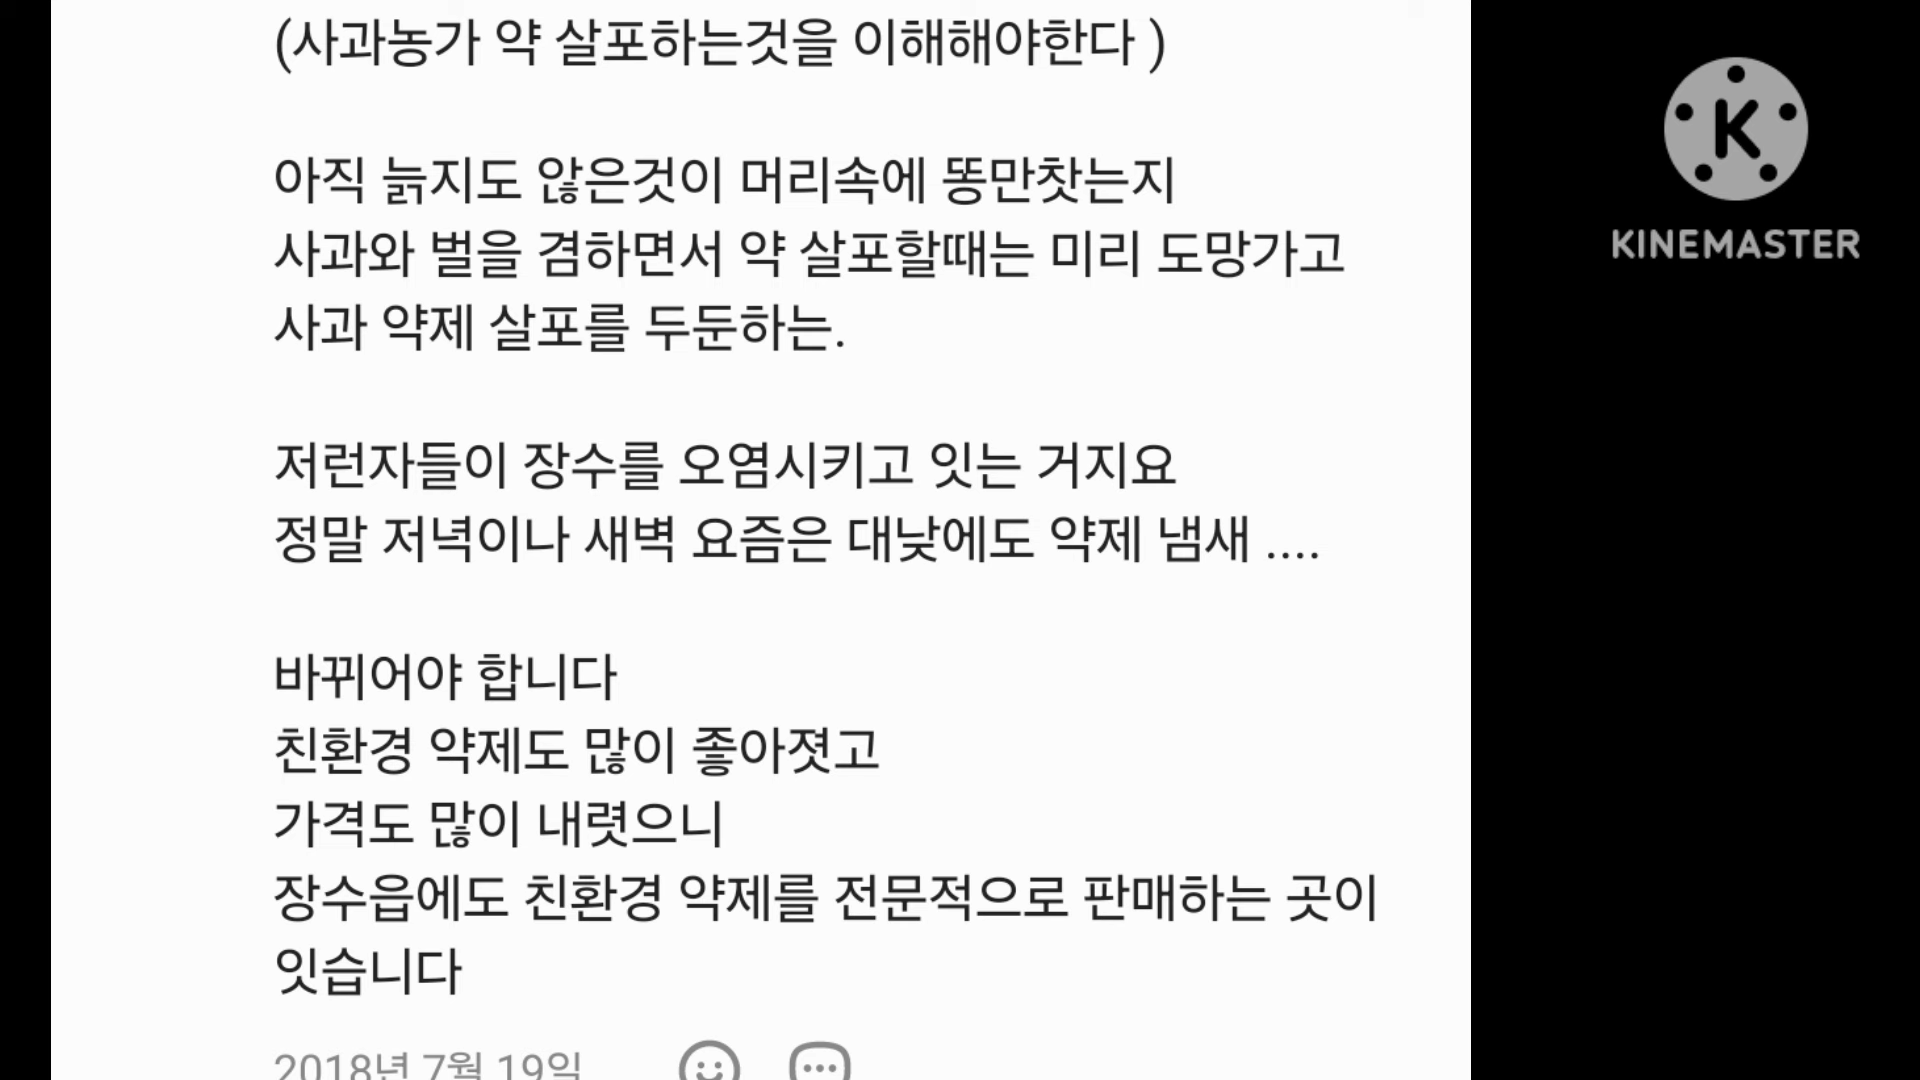 (사과농가 약 살포하는것을 이해해야한다 )
아직 늙지도 않은것이 머리속에 똥만찻는지
사과와 벌을 겸하면서 약 살포할때는 미리 도망가고
사과 약제 살포를 두둔하는.
저런자들이 장수를 오염시키고 잇는 거지요
정말 저녁이나 새벽 요즘은 대낮에도 약제 냄새 ....
바뀌어야 합니다
친환경 약제도 많이 좋아졋고
가격도 많이 내렷으니
장수읍에도 친환경 약제를 전문적으로 판매하는 곳이
잇습니다
2018년 7월 19일
K
KINEMASTER